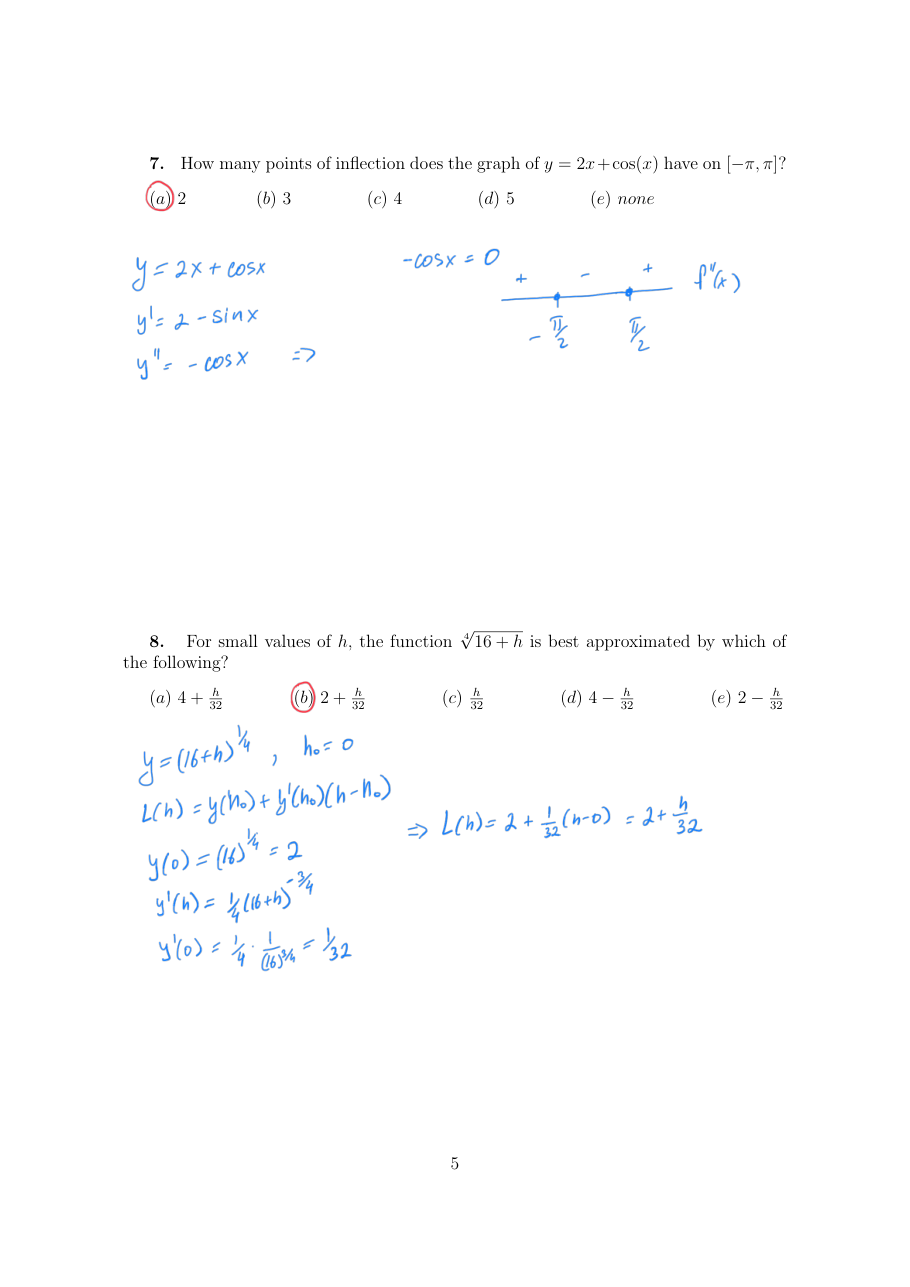 7. How many points of inflection does the graph of y = 2x+cos(x) have on [−π, π]?
(a) 2 (b) 3 (c) 4 (d) 5 (e) none
y = 2x + cosx
-cosx = 0
+ - +
f''(x)
-π/2 π/2
y' = 2 - sinx
y'' = - cosx ⇒
8. For small values of h, the function ∜16 + h is best approximated by which of
the following?
(a) 4 + h/32 (b) 2 + h/32 (c) h/32 (d) 4 − h/32 (e) 2 − h/32
y = (16+h)^1/4 , h₀ = 0
L(h) = y(h₀) + y'(h₀)(h-h₀)
⇒ L(h) = 2 + 1/32 (h-0) = 2 + h/32
y(0) = (16)^1/4 = 2
y'(h) = 1/4 (16+h)^-3/4
y'(0) = 1/4 · 1/(16)^3/4 = 1/32
5